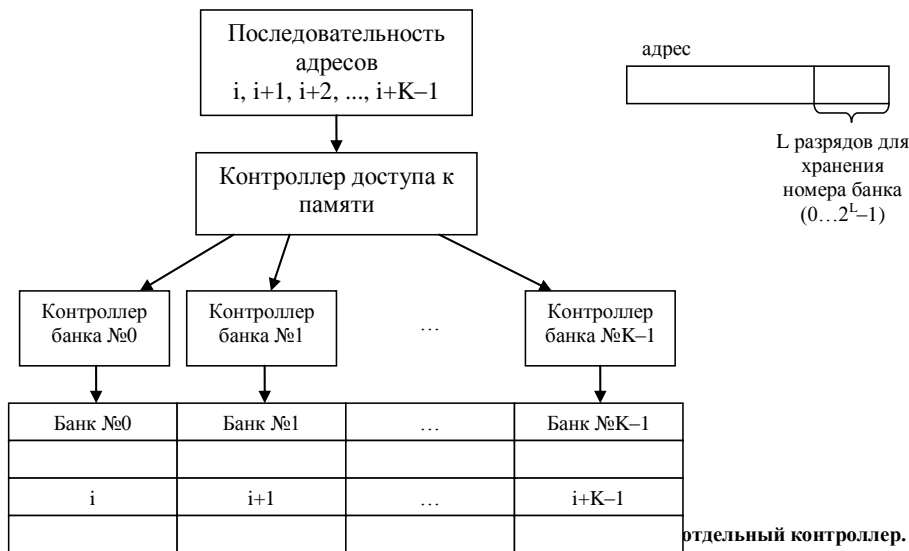 Последовательность
адресов
i, i+1, i+2, ..., i+K–1
адрес
L разрядов для
хранения
номера банка
(0…2^L–1)
Контроллер доступа к
памяти
Контроллер
банка №0
Контроллер
банка №1
…
Контроллер
банка №K–1
Банк №0
Банк №1
…
Банк №K–1
i
i+1
…
i+K–1
отдельный контроллер.